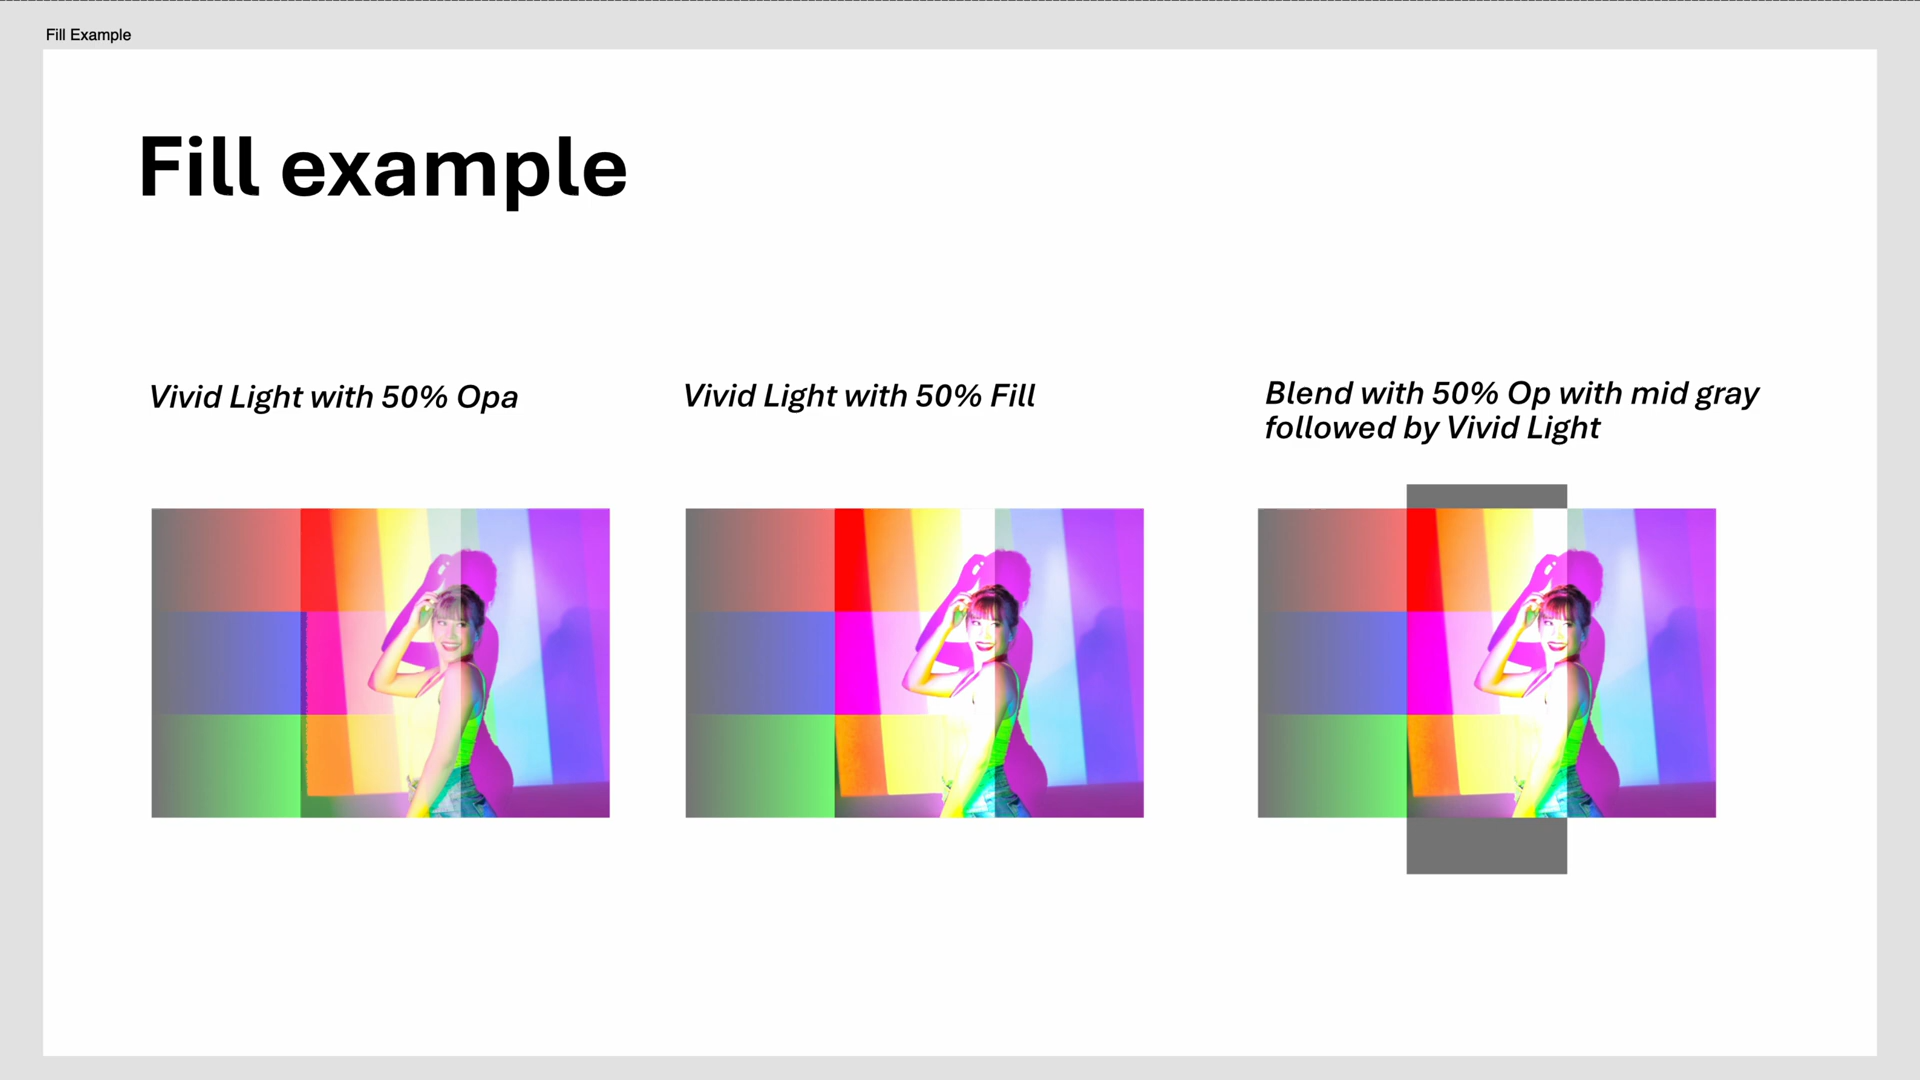 Fill Example
Fill example
Vivid Light with 50% Opa
Vivid Light with 50% Fill
Blend with 50% Op with mid gray
followed by Vivid Light